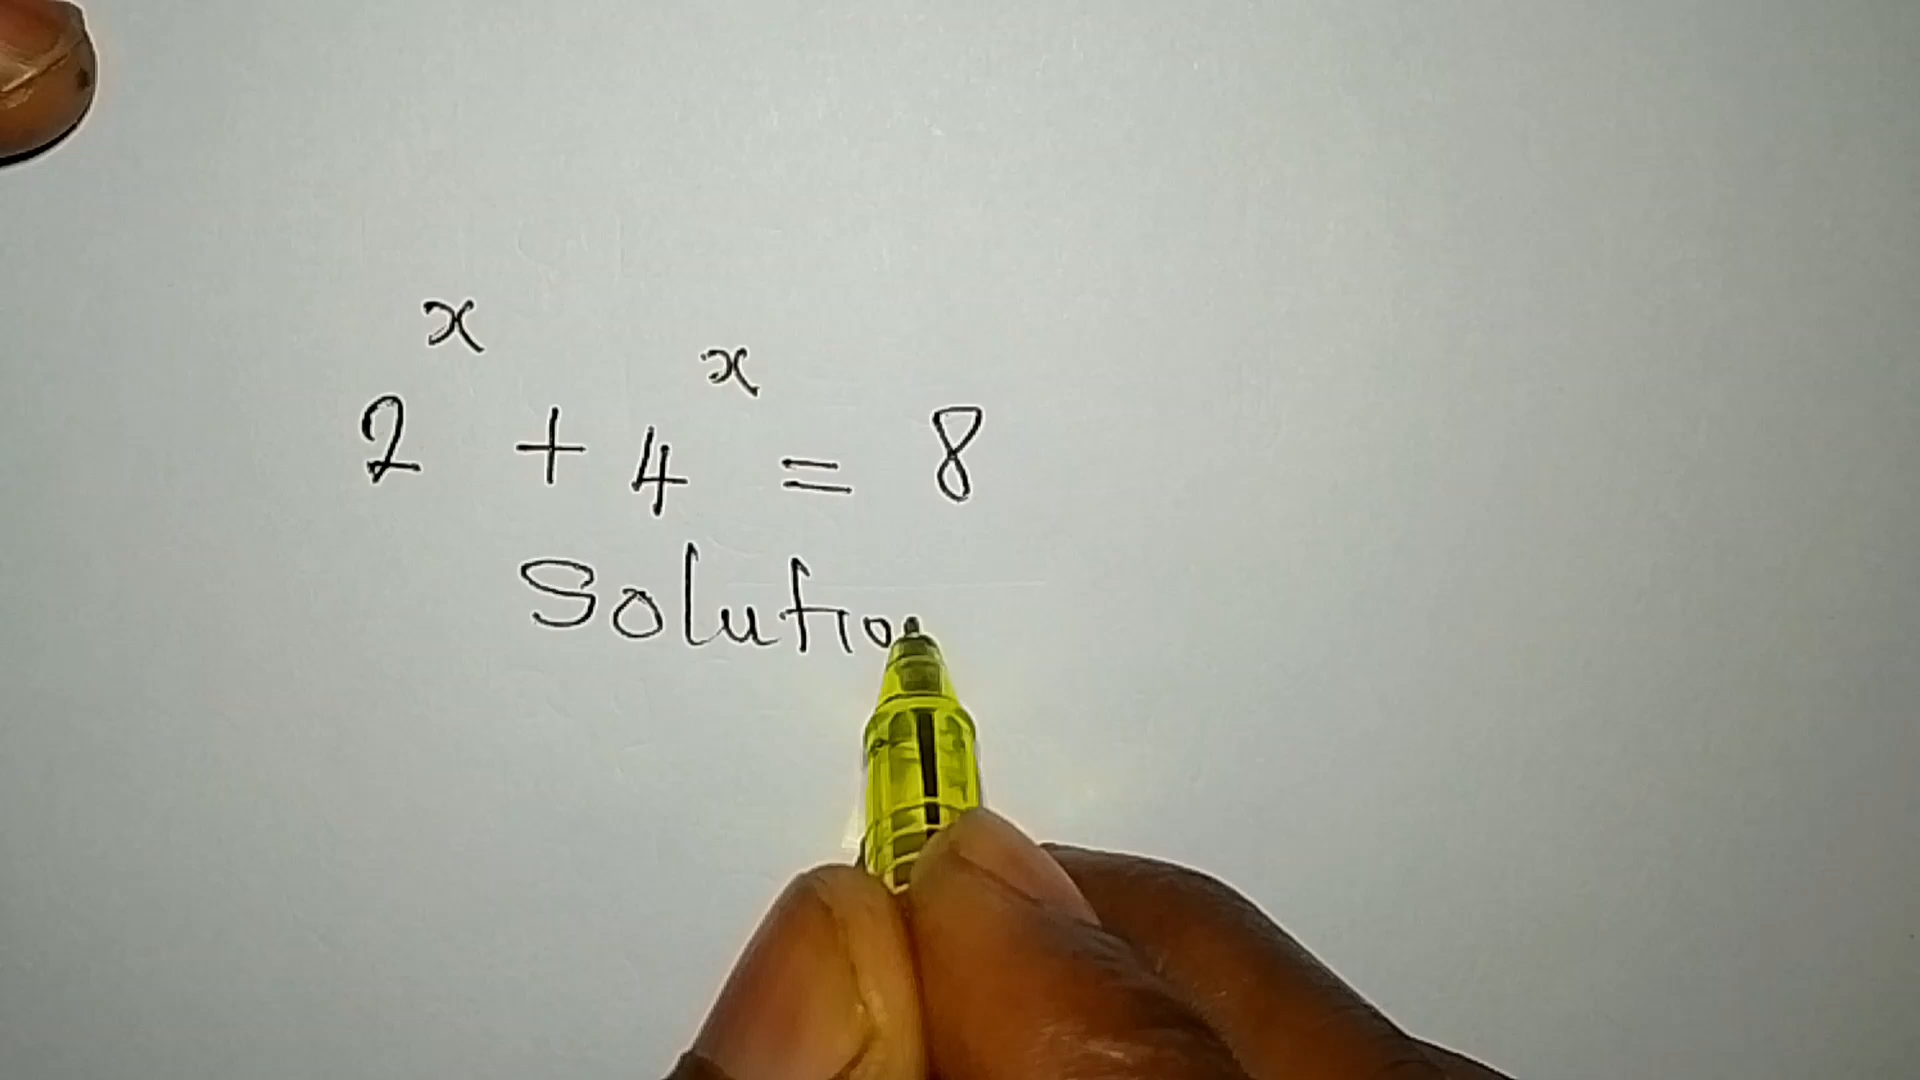 2^x + 4^x = 8
Solutio